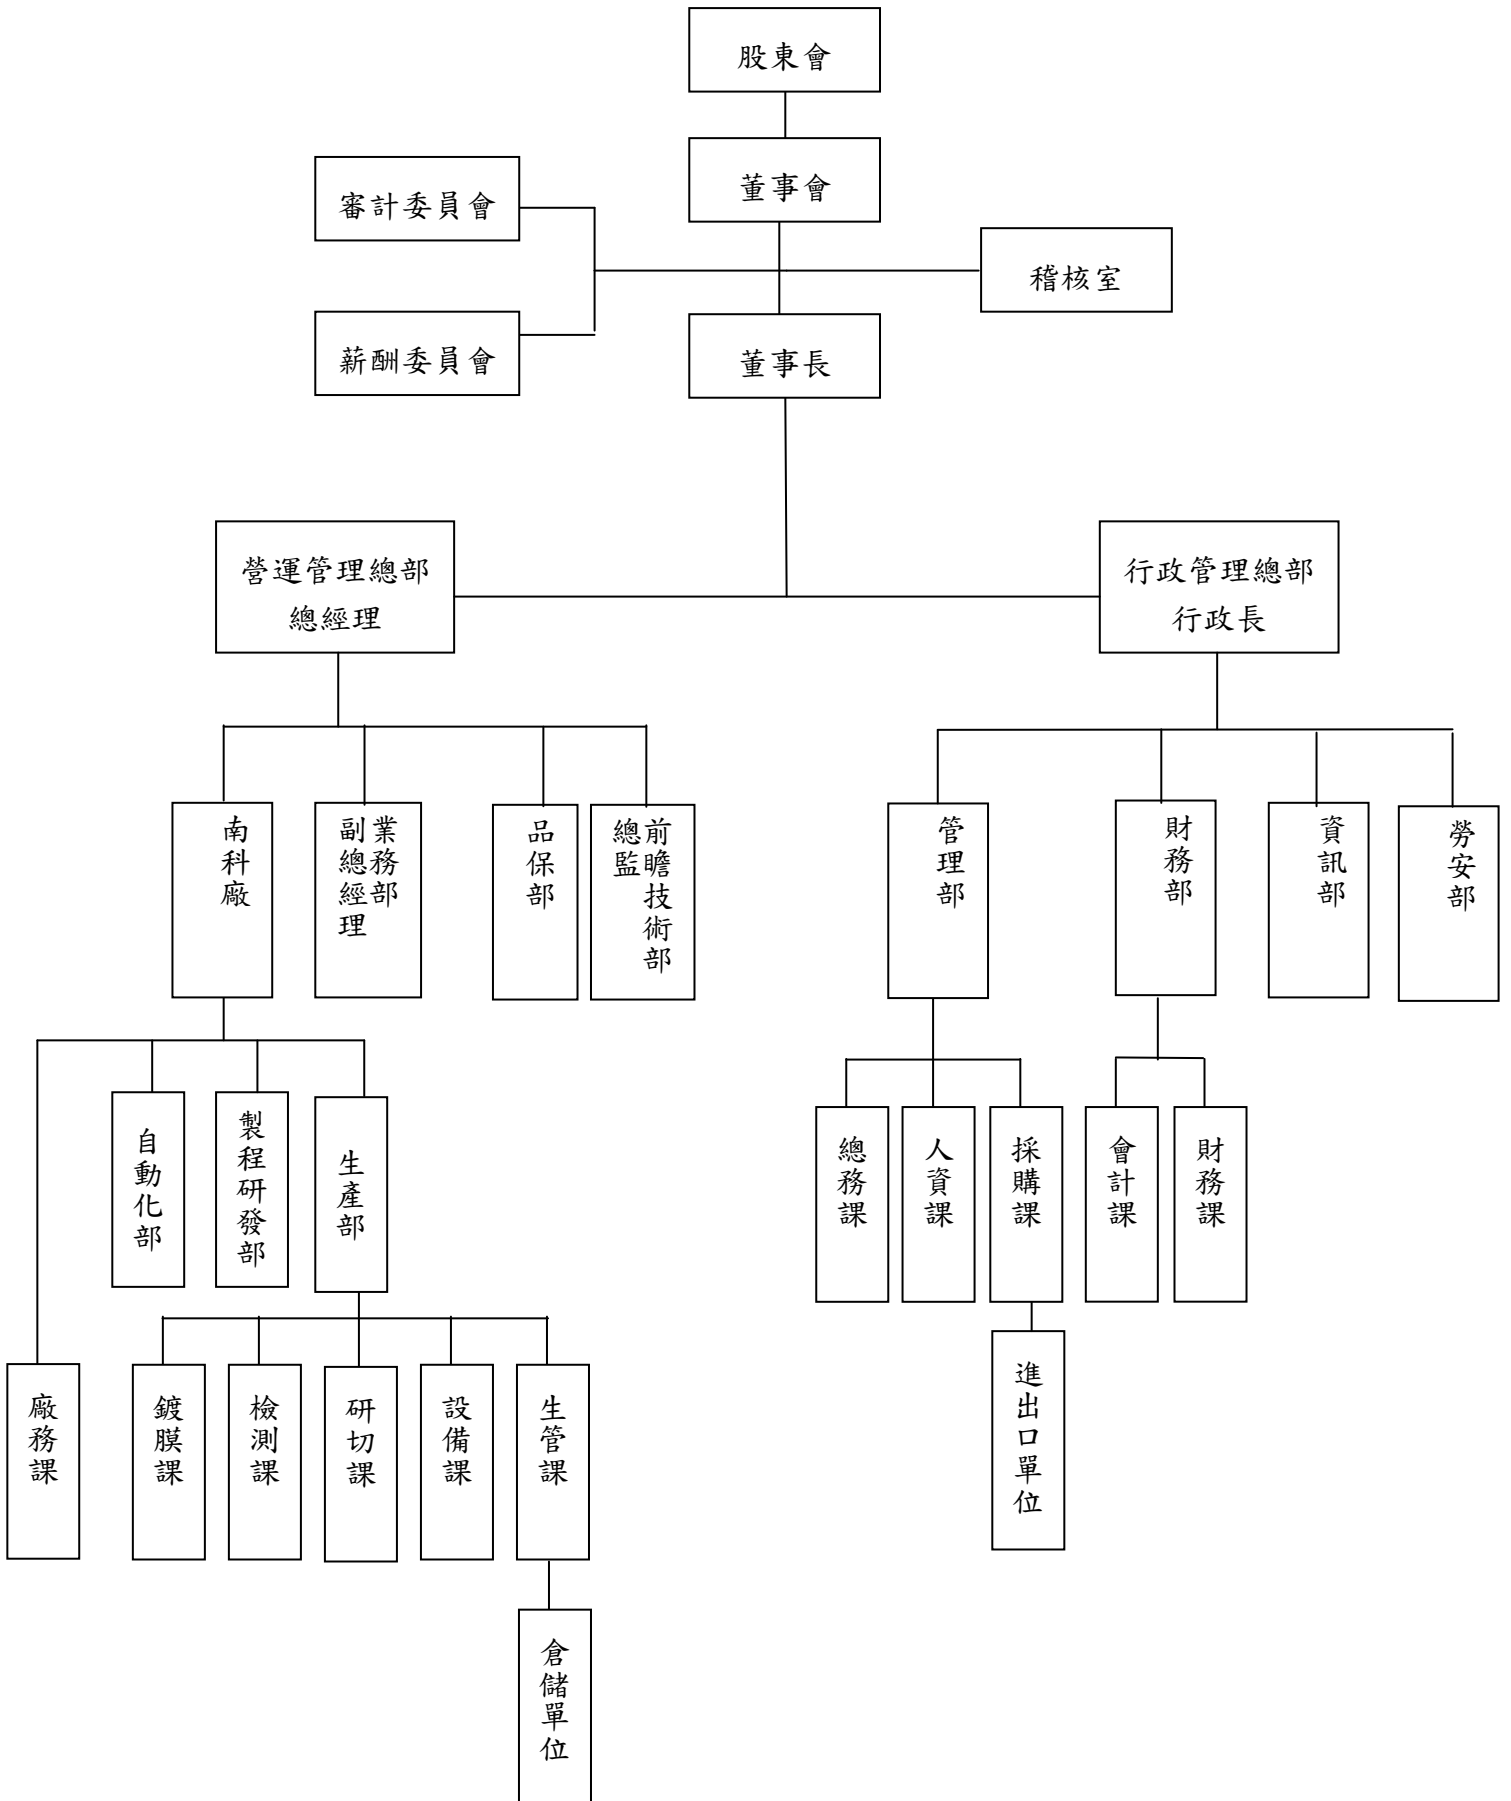 股東會
董事會
審計委員會
稽核室
薪酬委員會
董事長
營運管理總部
總經理
行政管理總部
行政長
南科廠
業務部
副總經理
品保部
前瞻技術部
總監
管理部
財務部
資訊部
勞安部
自動化部
製程研發部
生產部
總務課
人資課
採購課
會計課
財務課
廠務課
鍍膜課
檢測課
研切課
設備課
生管課
進出口單位
倉儲單位